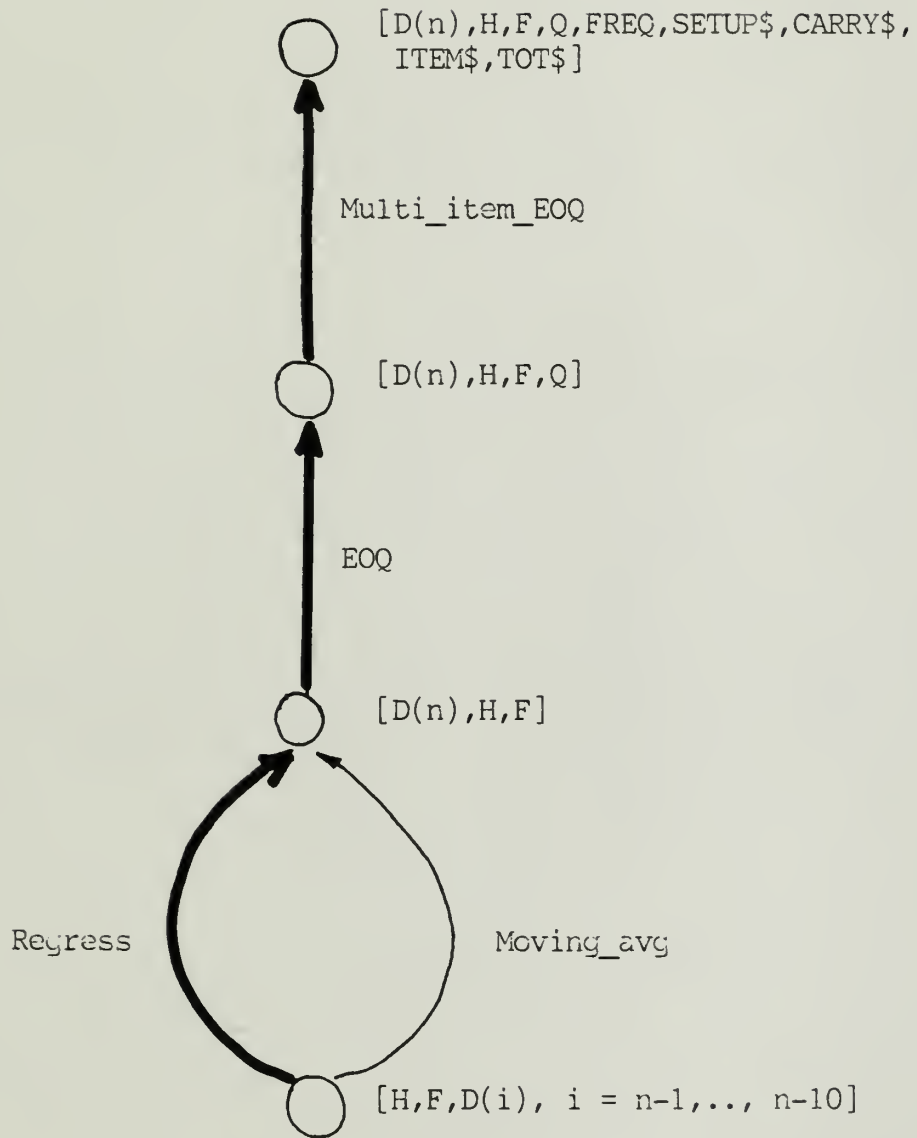 [D(n),H,F,Q,FREQ,SETUP$,CARRY$,
ITEM$,TOT$]
Multi_item_EOQ
[D(n),H,F,Q]
EOQ
[D(n),H,F]
Regress
Moving_avg
[H,F,D(i), i = n-1,.., n-10]